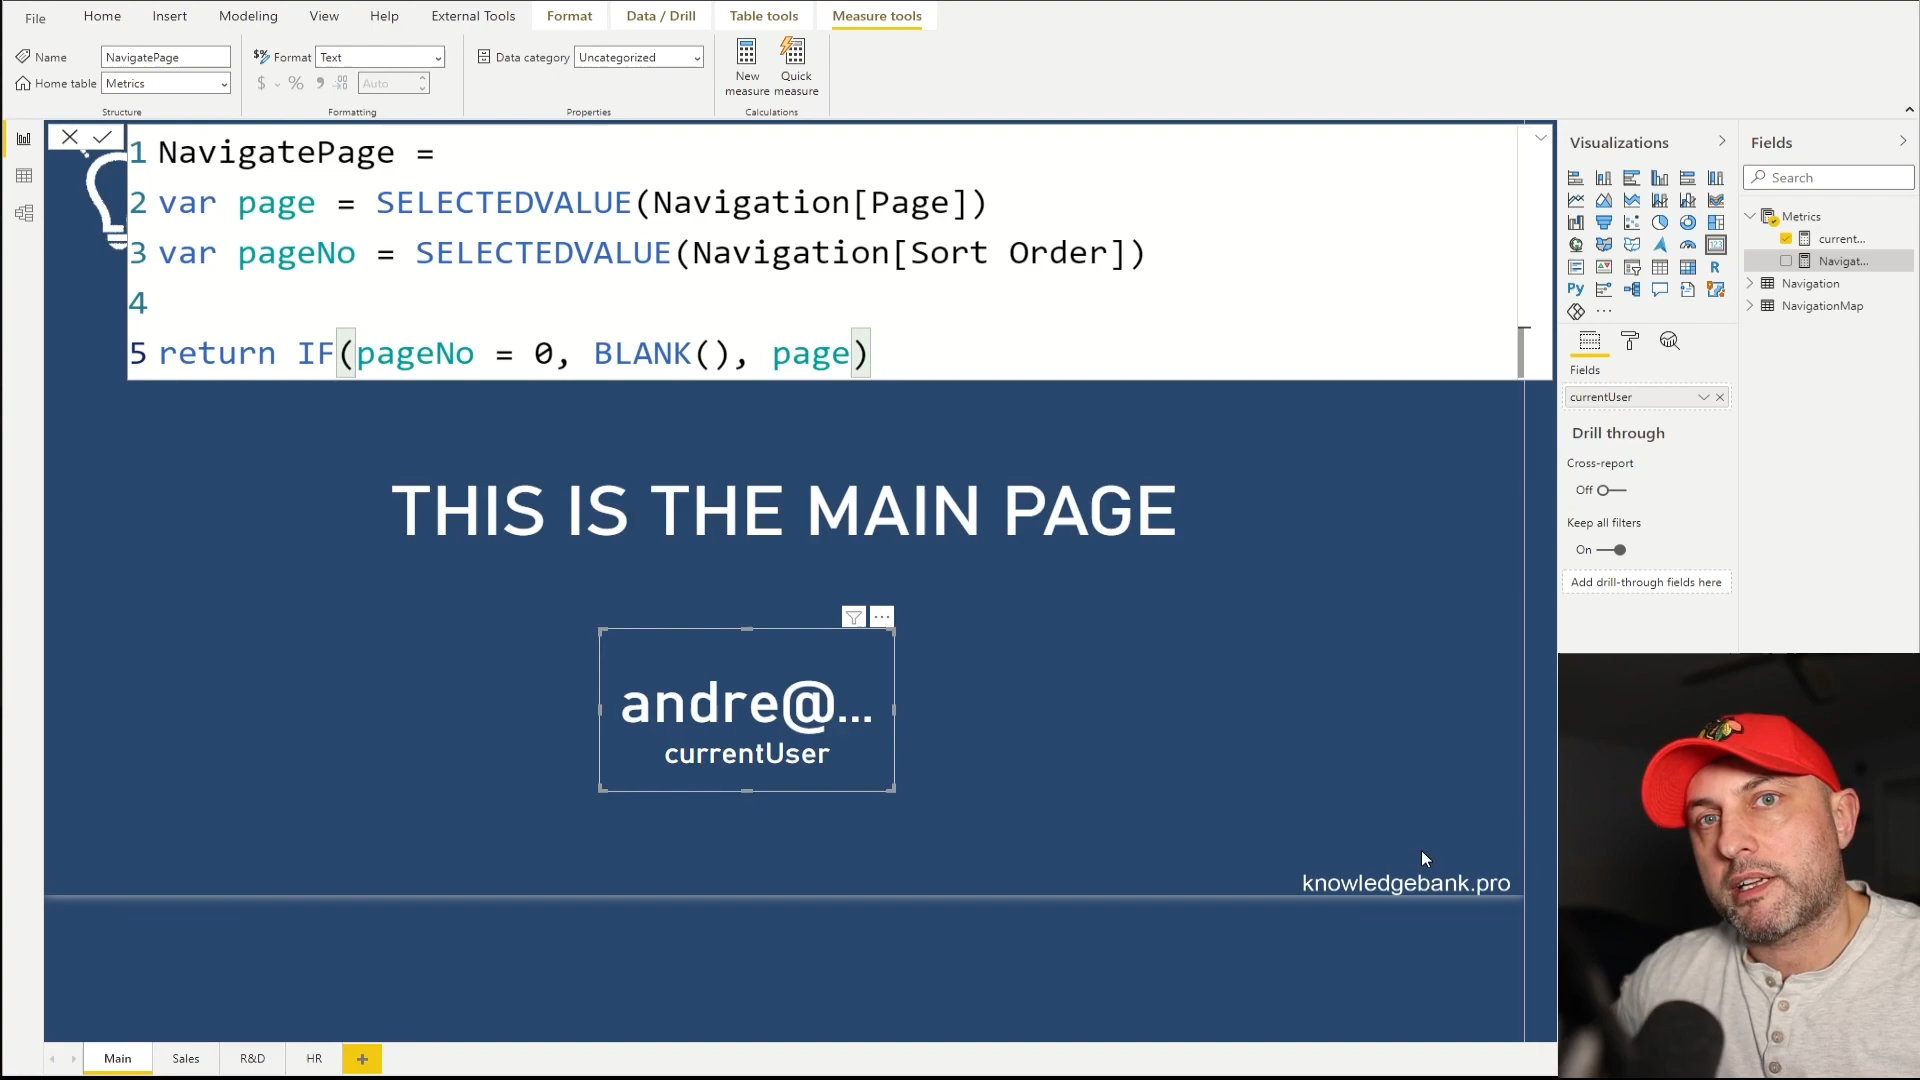 File
Home
Insert
Modeling
View
Help
External Tools
Format
Data / Drill
Table tools
Measure tools
Name
NavigatePage
Home table
Metrics
Structure
Format
Text
$
%
Auto
Formatting
Data category
Uncategorized
Properties
New measure
Quick measure
Calculations
1 NavigatePage =
2 var page = SELECTEDVALUE(Navigation[Page])
3 var pageNo = SELECTEDVALUE(Navigation[Sort Order])
4
5 return IF(pageNo = 0, BLANK(), page)
THIS IS THE MAIN PAGE
andre@...
currentUser
knowledgebank.pro
Main
Sales
R&D
HR
Visualizations
R
Py
Fields
currentUser
Drill through
Cross-report
Off
Keep all filters
On
Add drill-through fields here
Fields
Search
Metrics
current...
Navigat...
Navigation
NavigationMap